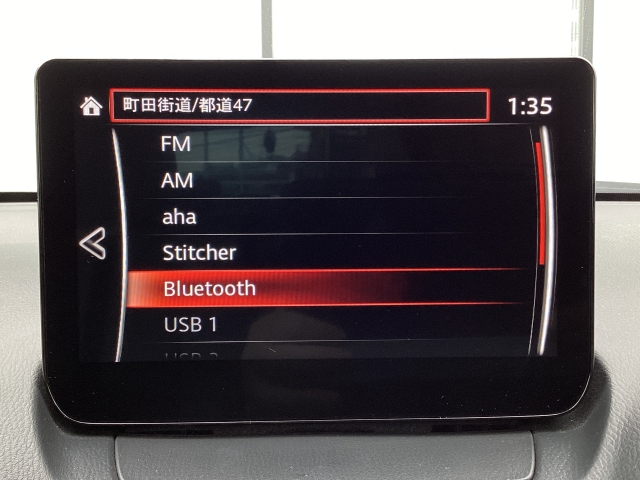 町田街道/都道47
1:35
FM
AM
aha
Stitcher
Bluetooth
USB 1